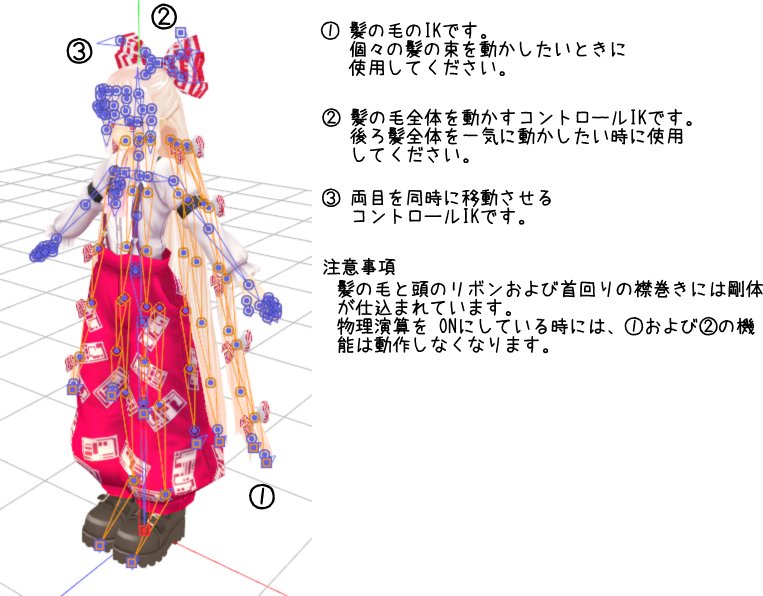 ②
③
①
① 髪の毛のIKです。
個々の髪の束を動かしたいときに
使用してください。
② 髪の毛全体を動かすコントロールIKです。
後ろ髪全体を一気に動かしたい時に使用
してください。
③ 両目を同時に移動させる
コントロールIKです。
注意事項
髪の毛と頭のリボンおよび首回りの襟巻きには剛体
が仕込まれています。
物理演算を ONにしている時には、①および②の機
能は動作しなくなります。